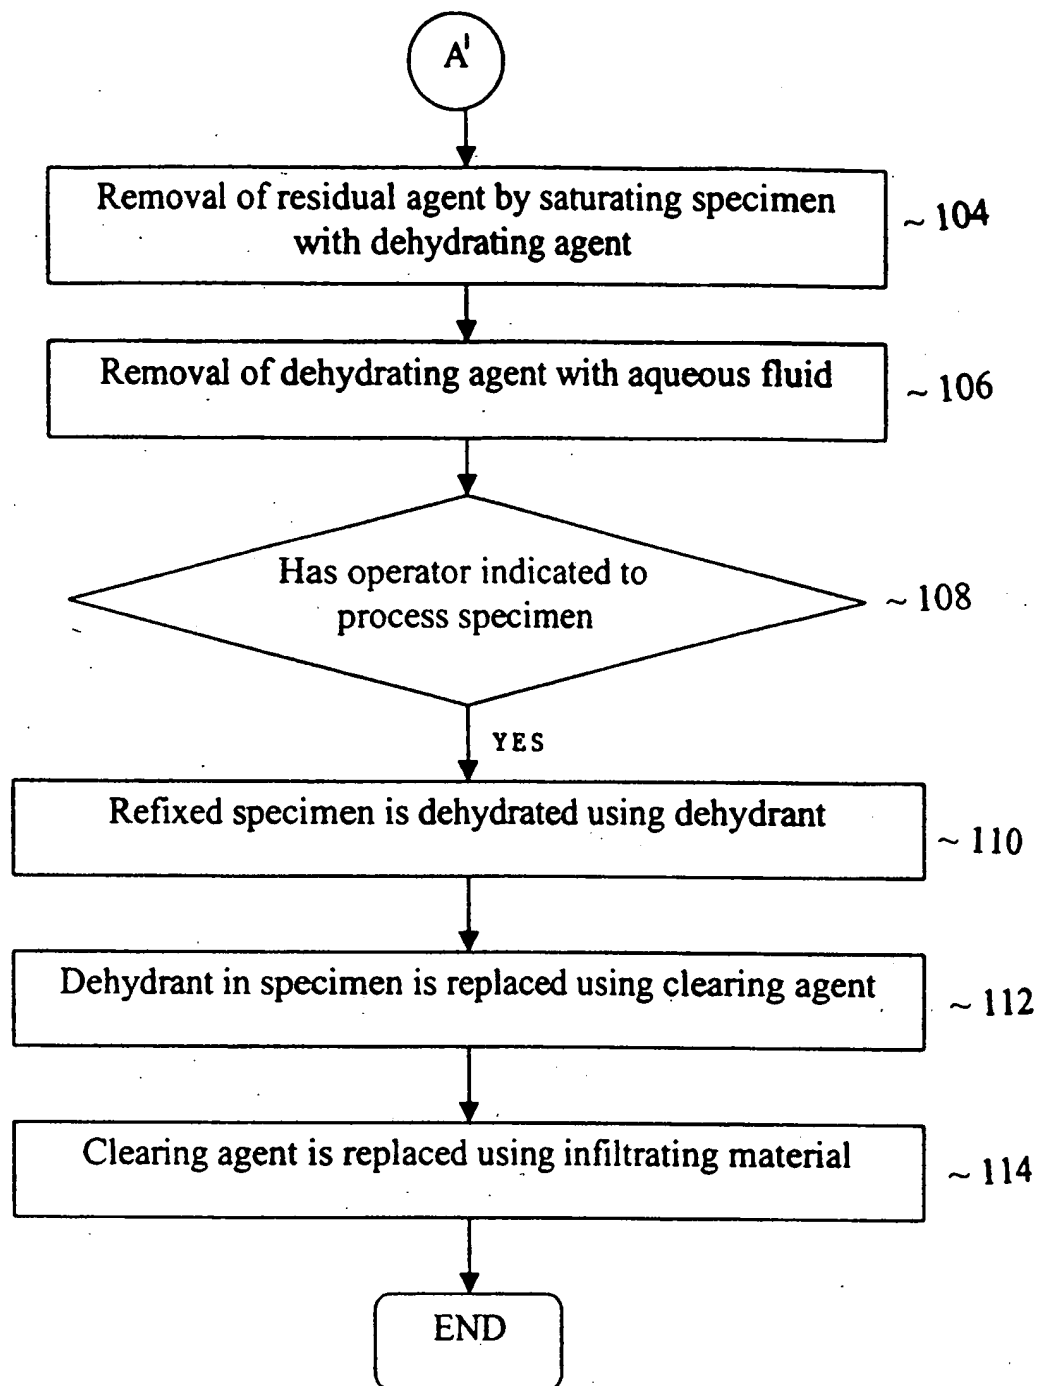 A'
Removal of residual agent by saturating specimen
with dehydrating agent
~ 104
Removal of dehydrating agent with aqueous fluid
~ 106
Has operator indicated to
process specimen
~ 108
YES
Refixed specimen is dehydrated using dehydrant
~ 110
Dehydrant in specimen is replaced using clearing agent
~ 112
Clearing agent is replaced using infiltrating material
~ 114
END